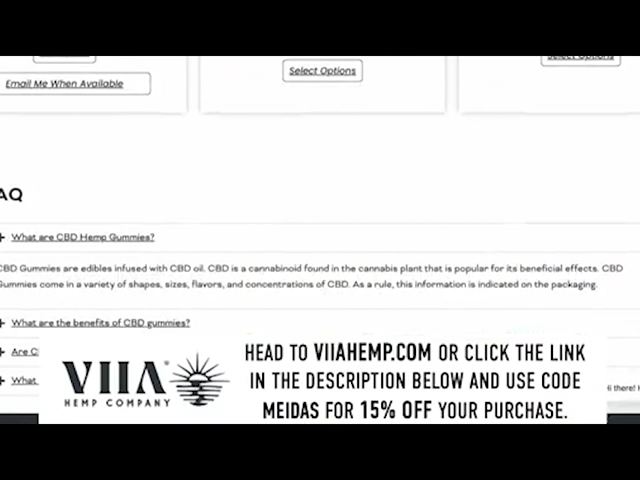 Select Options
Email Me When Available
Select Options
AQ
What are CBD Hemp Gummies?
CBD Gummies are edibles infused with CBD oil. CBD is a cannabinoid found in the cannabis plant that is popular for its beneficial effects. CBD
Gummies come in a variety of shapes, sizes, flavors, and concentrations of CBD. As a rule, this information is indicated on the packaging.
What are the benefits of CBD gummies?
Are C
What
Hi there! H
VIIA®
HEMP COMPANY
HEAD TO VIIAHEMP.COM OR CLICK THE LINK
IN THE DESCRIPTION BELOW AND USE CODE
MEIDAS FOR 15% OFF YOUR PURCHASE.